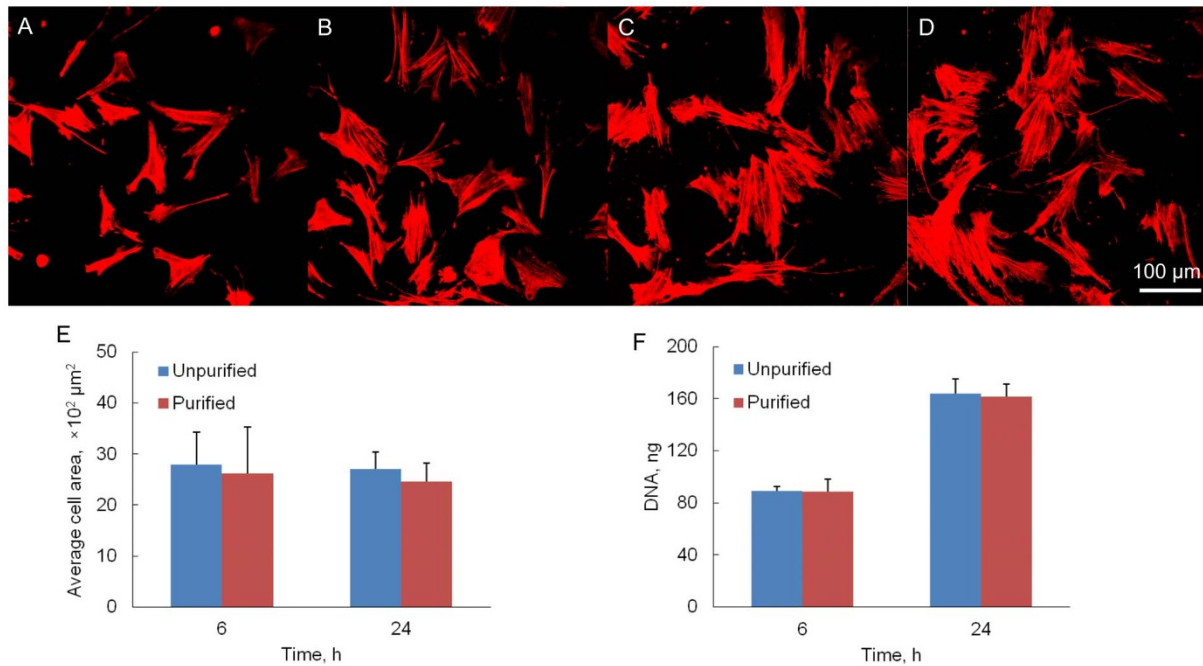 A
B
C
D
100 µm
E
50
40
30
20
10
0
Average cell area, ×10² µm²
Unpurified
Purified
6
24
Time, h
F
200
160
120
80
40
0
DNA, ng
Unpurified
Purified
6
24
Time, h